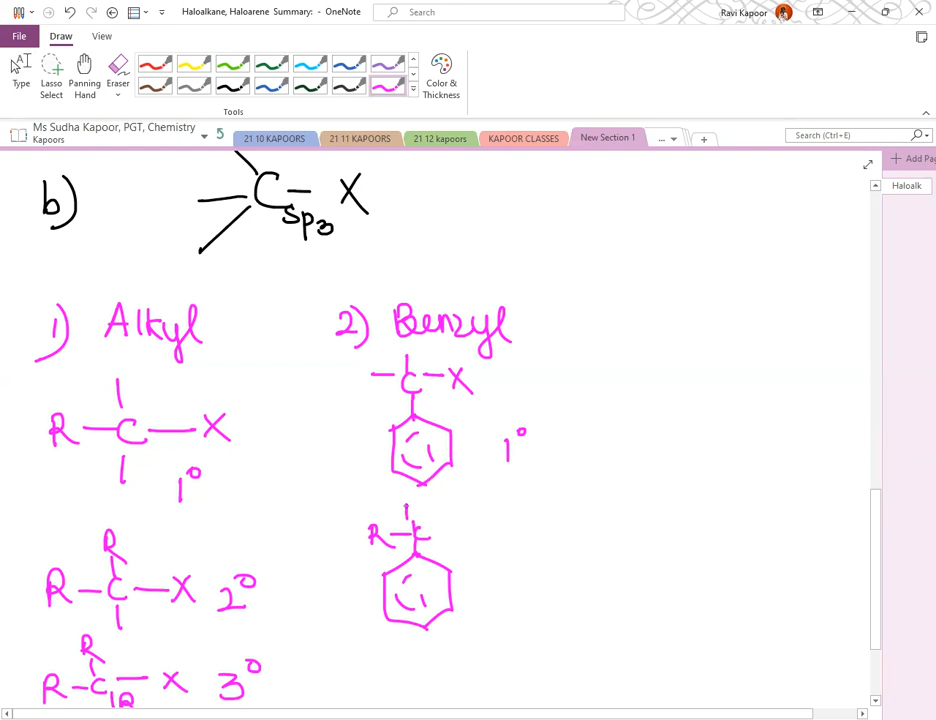 Haloalkane, Haloarene Summary: - OneNote
Search
Ravi Kapoor
File
Draw
View
Type
Lasso Select
Panning Hand
Eraser
Color & Thickness
Tools
Ms Sudha Kapoor, PGT, Chemistry
Kapoors
21 10 KAPOORS
21 11 KAPOORS
21 12 kapoors
KAPOOR CLASSES
New Section 1
...
Search (Ctrl+E)
Add Pag
Haloalk
b)
C - X
sp3
1) Alkyl
2) Benzyl
- C - X
R - C - X
1°
1°
R
R - C - X 2°
R - C
R
R - C - X 3°
R